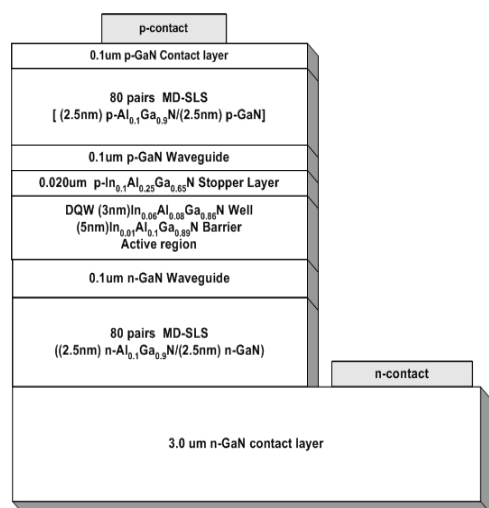 p-contact
0.1um p-GaN Contact layer
80 pairs MD-SLS
[ (2.5nm) p-Al₀.₁Ga₀.₉N/(2.5nm) p-GaN]
0.1um p-GaN Waveguide
0.020um p-In₀.₁Al₀.₂₅Ga₀.₆₅N Stopper Layer
DQW (3nm)In₀.₀₆Al₀.₀₈Ga₀.₈₆N Well
(5nm)In₀.₀₁Al₀.₁Ga₀.₈₉N Barrier
Active region
0.1um n-GaN Waveguide
80 pairs MD-SLS
((2.5nm) n-Al₀.₁Ga₀.₉N/(2.5nm) n-GaN)
n-contact
3.0 um n-GaN contact layer